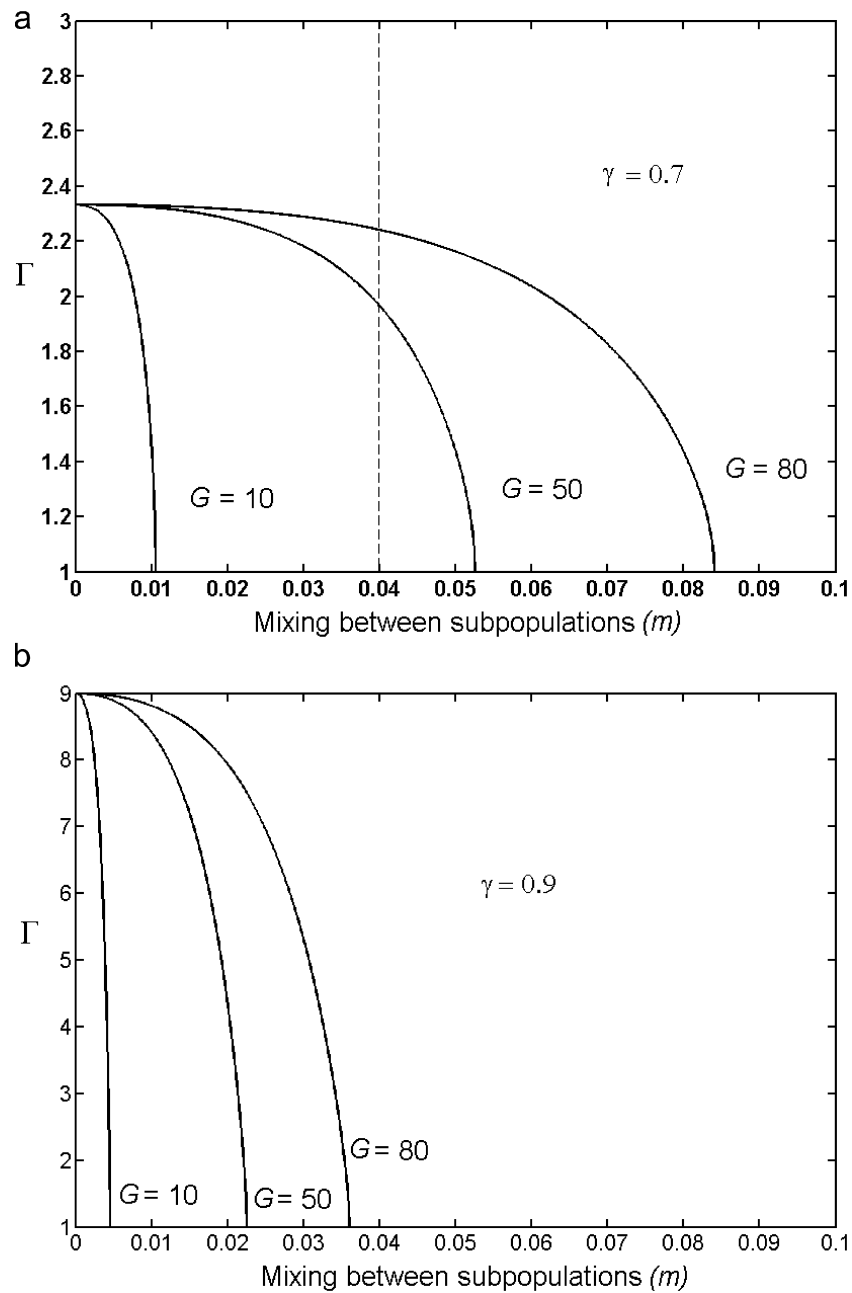 a
3
2.8
2.6
2.4
γ = 0.7
2.2
Γ
2
1.8
1.6
1.4
G = 10
G = 50
G = 80
1.2
1
0 0.01 0.02 0.03 0.04 0.05 0.06 0.07 0.08 0.09 0.1
Mixing between subpopulations (m)
b
9
8
7
6
γ = 0.9
Γ
5
4
3
2
G = 10
G = 50
G = 80
1
0 0.01 0.02 0.03 0.04 0.05 0.06 0.07 0.08 0.09 0.1
Mixing between subpopulations (m)